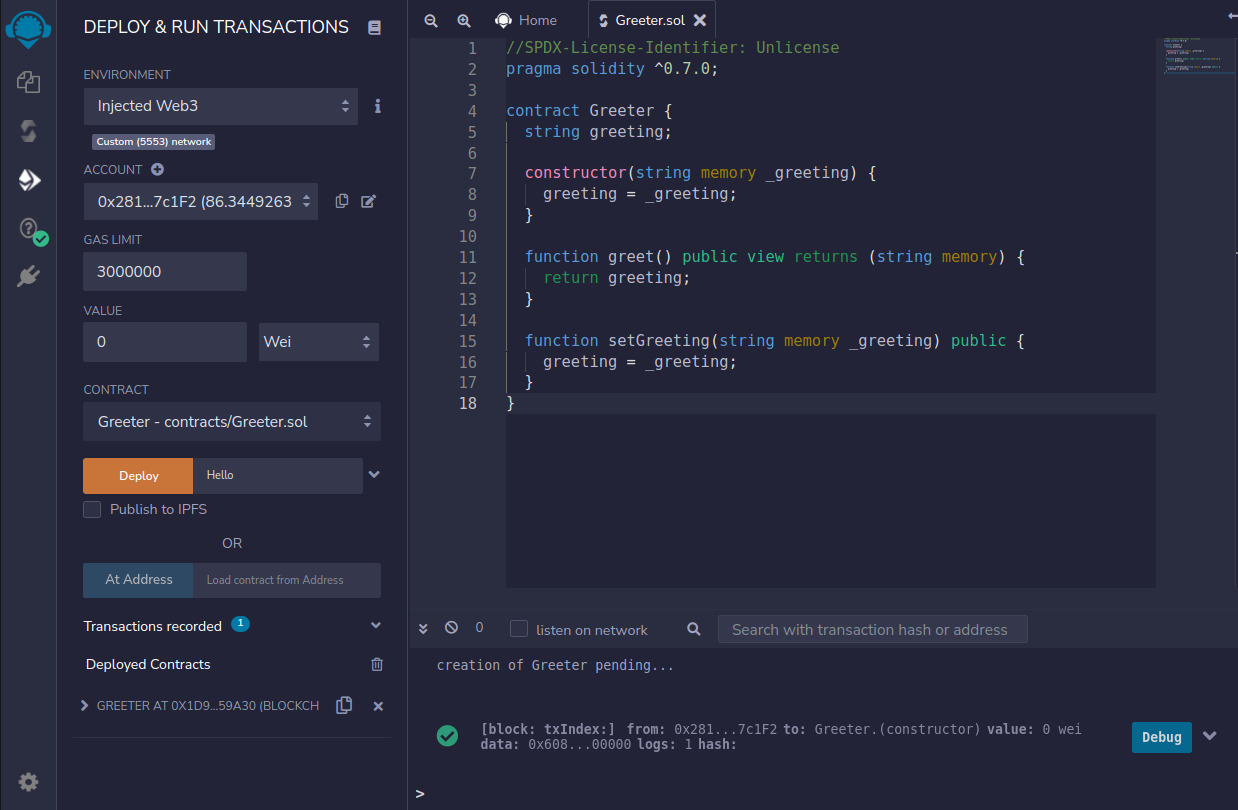 DEPLOY & RUN TRANSACTIONS
ENVIRONMENT
Injected Web3
Custom (5553) network
ACCOUNT
0x281...7c1F2 (86.3449263
GAS LIMIT
3000000
VALUE
0
Wei
CONTRACT
Greeter - contracts/Greeter.sol
Deploy
Hello
Publish to IPFS
OR
At Address
Load contract from Address
Transactions recorded 1
Deployed Contracts
GREETER AT 0X1D9...59A30 (BLOCKCH
Home
Greeter.sol
1 //SPDX-License-Identifier: Unlicense
2 pragma solidity ^0.7.0;
3
4 contract Greeter {
5 string greeting;
6
7 constructor(string memory _greeting) {
8 greeting = _greeting;
9 }
10
11 function greet() public view returns (string memory) {
12 return greeting;
13 }
14
15 function setGreeting(string memory _greeting) public {
16 greeting = _greeting;
17 }
18 }
0
listen on network
Search with transaction hash or address
creation of Greeter pending...
[block: txIndex:] from: 0x281...7c1F2 to: Greeter.(constructor) value: 0 wei
data: 0x608...00000 logs: 1 hash:
Debug
>